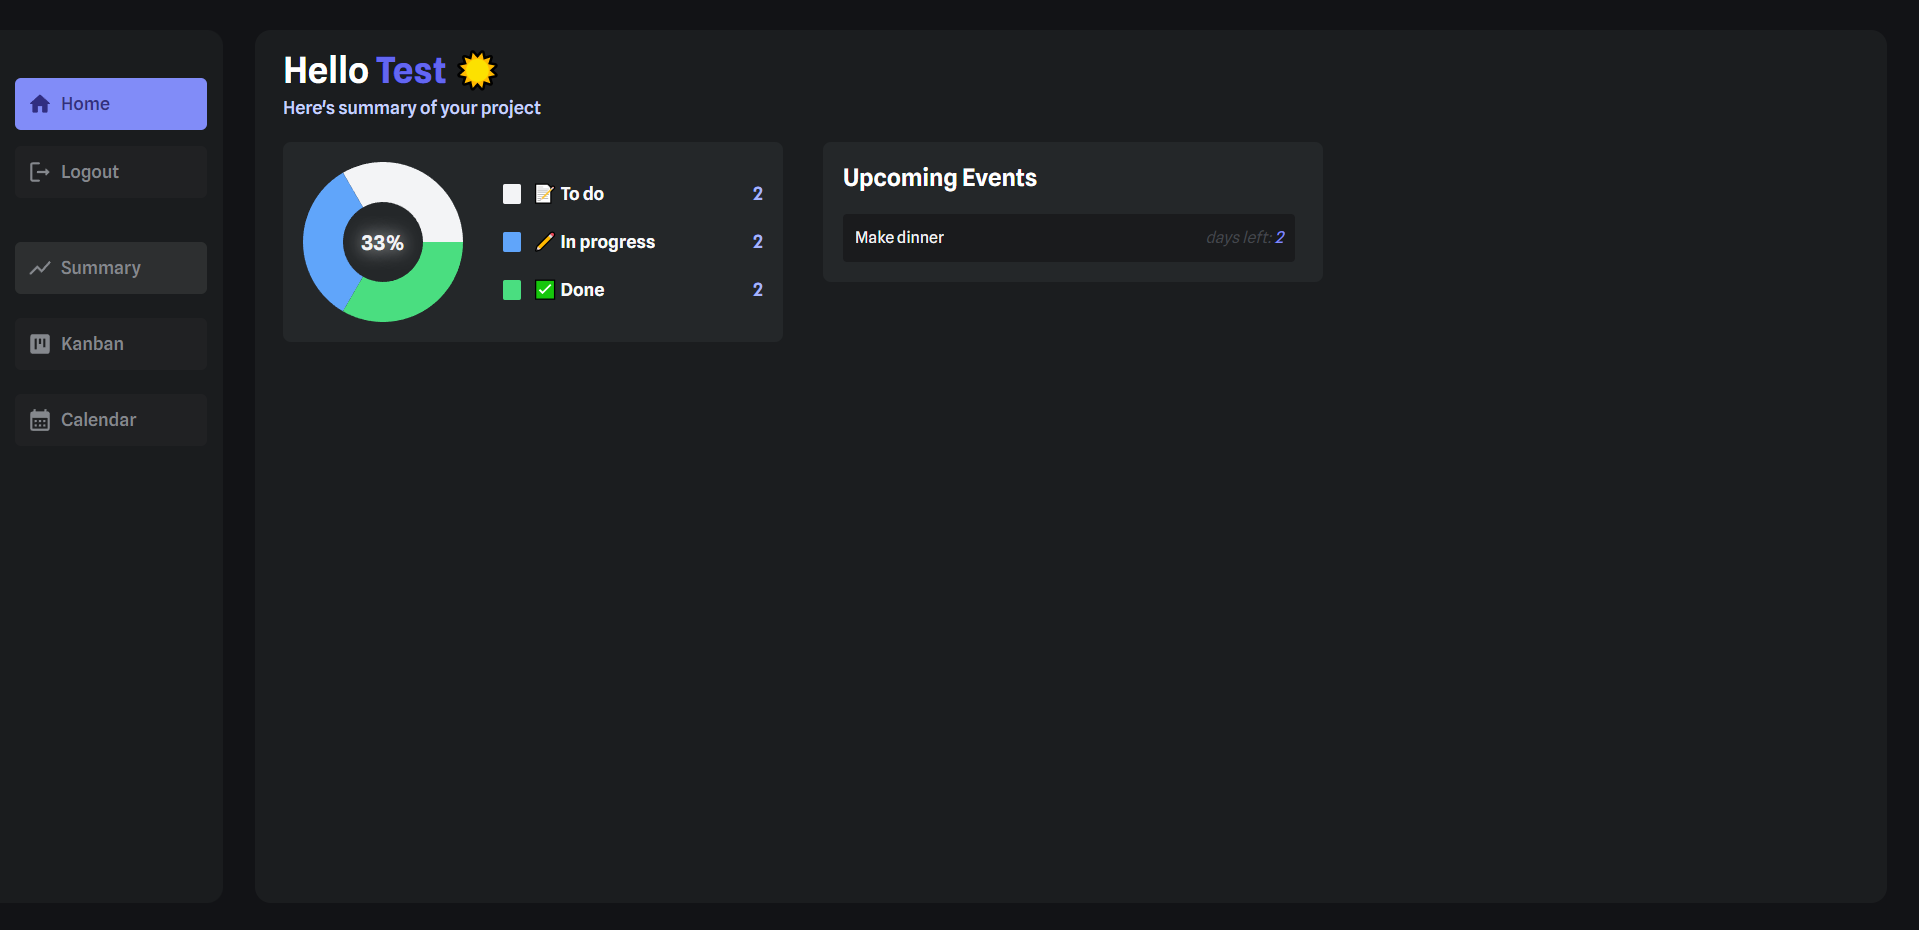 Home
Logout
Summary
Kanban
Calendar
Hello Test
Here's summary of your project
33%
To do 2
In progress 2
Done 2
Upcoming Events
Make dinner days left: 2